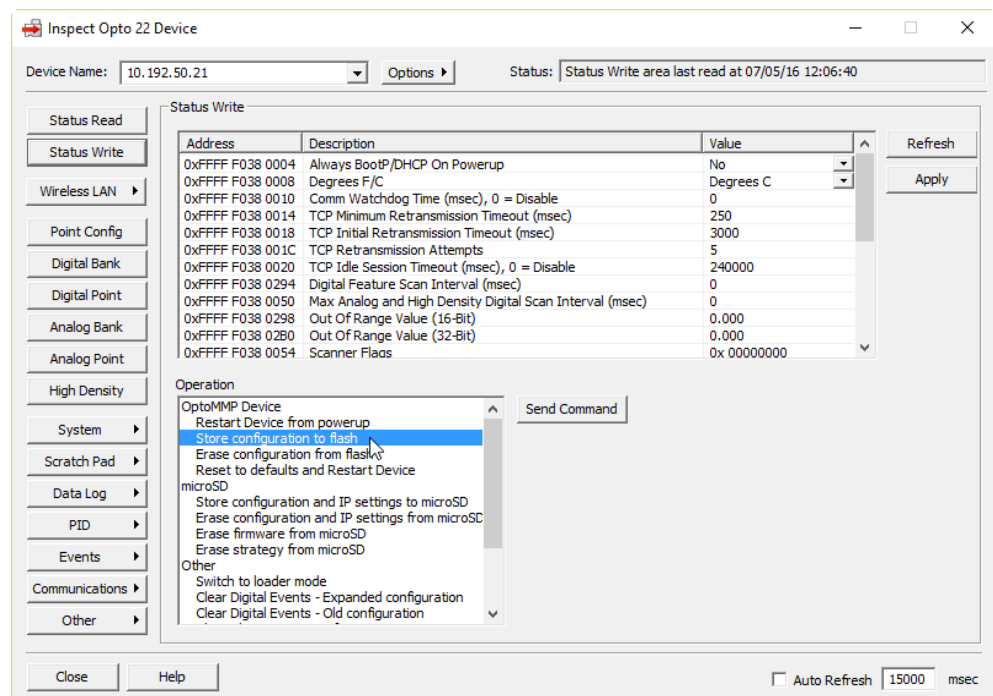 Inspect Opto 22 Device
Device Name: 10.192.50.21 Options Status: Status Write area last read at 07/05/16 12:06:40
Status Read
Status Write
Wireless LAN
Point Config
Digital Bank
Digital Point
Analog Bank
Analog Point
High Density
System
Scratch Pad
Data Log
PID
Events
Communications
Other
Status Write
Address Description Value
0xFFFF F038 0004 Always BootP/DHCP On Powerup No
0xFFFF F038 0008 Degrees F/C Degrees C
0xFFFF F038 0010 Comm Watchdog Time (msec), 0 = Disable 0
0xFFFF F038 0014 TCP Minimum Retransmission Timeout (msec) 250
0xFFFF F038 0018 TCP Initial Retransmission Timeout (msec) 3000
0xFFFF F038 001C TCP Retransmission Attempts 5
0xFFFF F038 0020 TCP Idle Session Timeout (msec), 0 = Disable 240000
0xFFFF F038 0294 Digital Feature Scan Interval (msec) 0
0xFFFF F038 0050 Max Analog and High Density Digital Scan Interval (msec) 0
0xFFFF F038 0298 Out Of Range Value (16-Bit) 0.000
0xFFFF F038 02B0 Out Of Range Value (32-Bit) 0.000
0xFFFF F038 0054 Scanner Flags 0x 00000000
Refresh
Apply
Operation
OptoMMP Device
Restart Device from powerup
Store configuration to flash
Erase configuration from flash
Reset to defaults and Restart Device
microSD
Store configuration and IP settings to microSD
Erase configuration and IP settings from microSD
Erase firmware from microSD
Erase strategy from microSD
Other
Switch to loader mode
Clear Digital Events - Expanded configuration
Clear Digital Events - Old configuration
Send Command
Close Help Auto Refresh 15000 msec